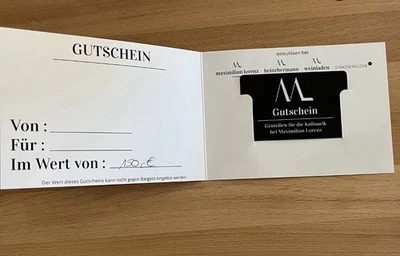 GUTSCHEIN
Von :
Für :
Im Wert von : 150,-€
Der Wert dieses Gutscheins kann nicht gegen Bargeld eingelöst werden.
einzulösen bei
maximilian lorenz heinzhermann weinladen STRASSENKÜCHE
ML
Gutschein
Genießen Sie die Kulinarik
bei Maximilian Lorenz